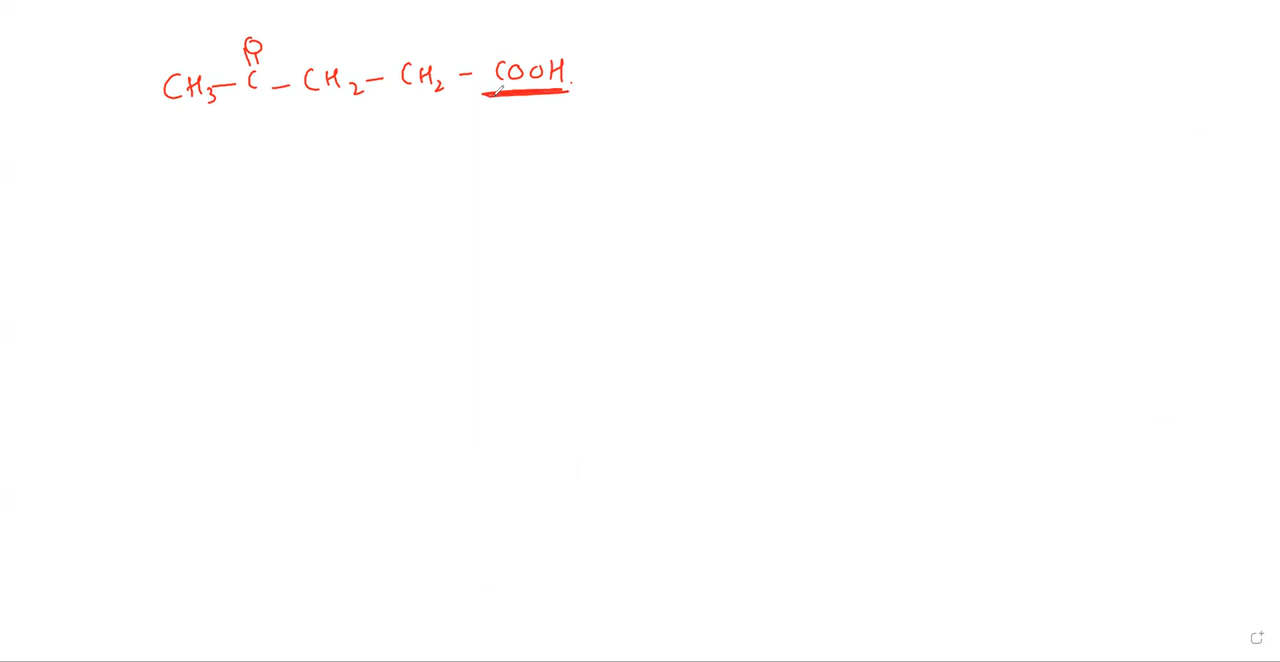 O
CH3 – C – CH2 – CH2 – COOH.